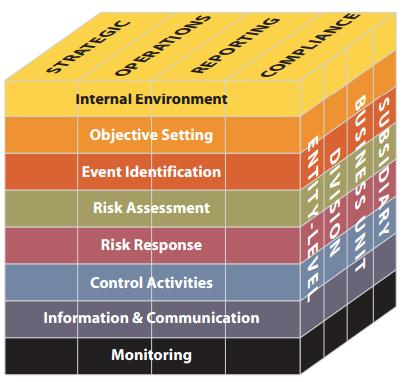 STRATEGIC
OPERATIONS
REPORTING
COMPLIANCE
Internal Environment
Objective Setting
Event Identification
Risk Assessment
Risk Response
Control Activities
Information & Communication
Monitoring
ENTITY-LEVEL
DIVISION
BUSINESS UNIT
SUBSIDIARY